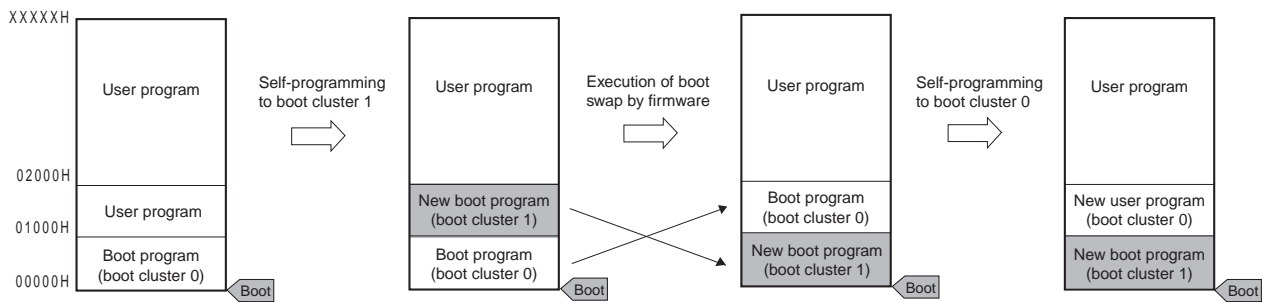 XXXXXH
User program
02000H
User program
01000H
Boot program
(boot cluster 0)
00000H
Boot
Self-programming
to boot cluster 1
User program
New boot program
(boot cluster 1)
Boot program
(boot cluster 0)
Boot
Execution of boot
swap by firmware
User program
Boot program
(boot cluster 0)
New boot program
(boot cluster 1)
Boot
Self-programming
to boot cluster 0
User program
New user program
(boot cluster 0)
New boot program
(boot cluster 1)
Boot